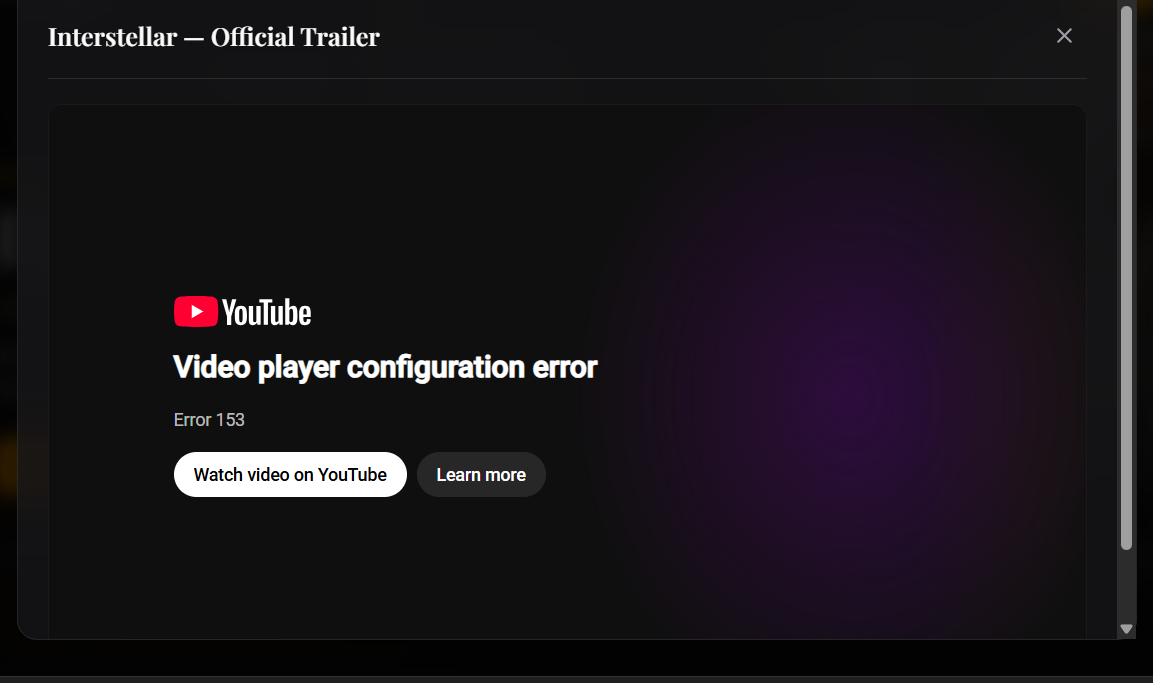 Interstellar — Official Trailer
YouTube
Video player configuration error
Error 153
Watch video on YouTube
Learn more